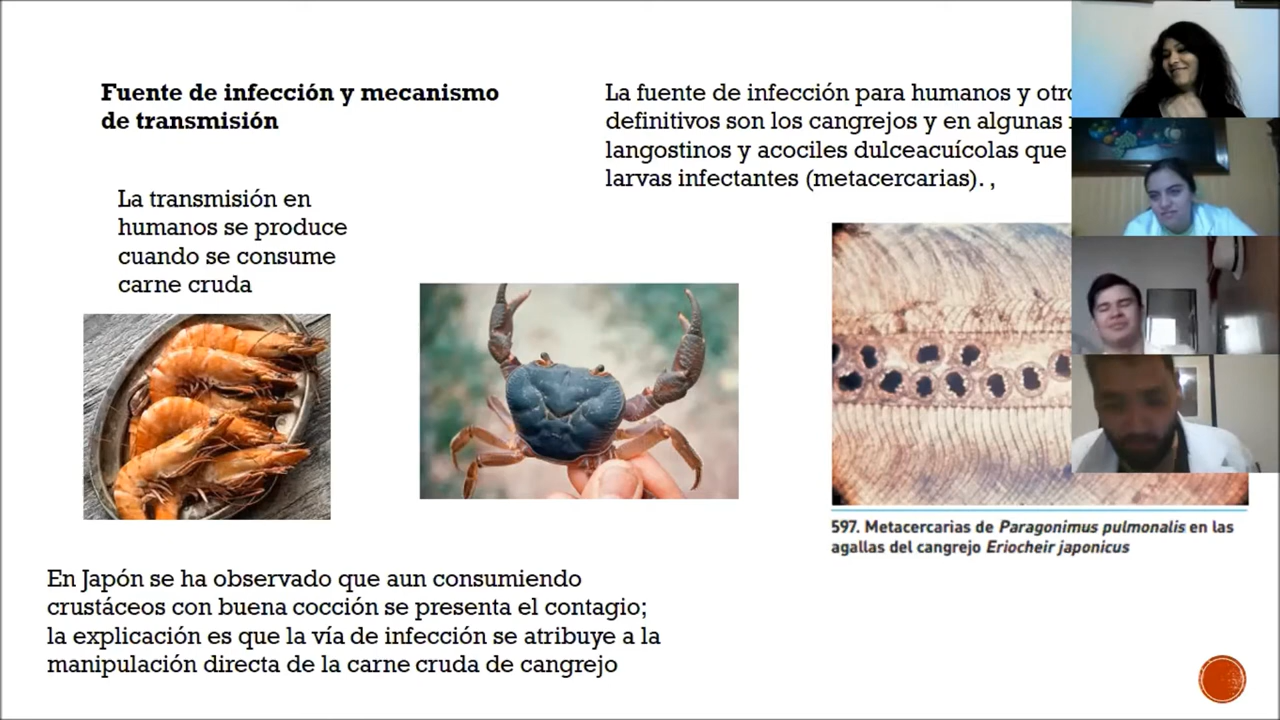 Fuente de infección y mecanismo
de transmisión
La transmisión en
humanos se produce
cuando se consume
carne cruda
La fuente de infección para humanos y
definitivos son los cangrejos y en algunas
langostinos y acociles dulceacuícolas que
larvas infectantes (metacercarias). ,
597. Metacercarias de Paragonimus pulmonalis en las
agallas del cangrejo Eriocheir japonicus
En Japón se ha observado que aun consumiendo
crustáceos con buena cocción se presenta el contagio;
la explicación es que la vía de infección se atribuye a la
manipulación directa de la carne cruda de cangrejo